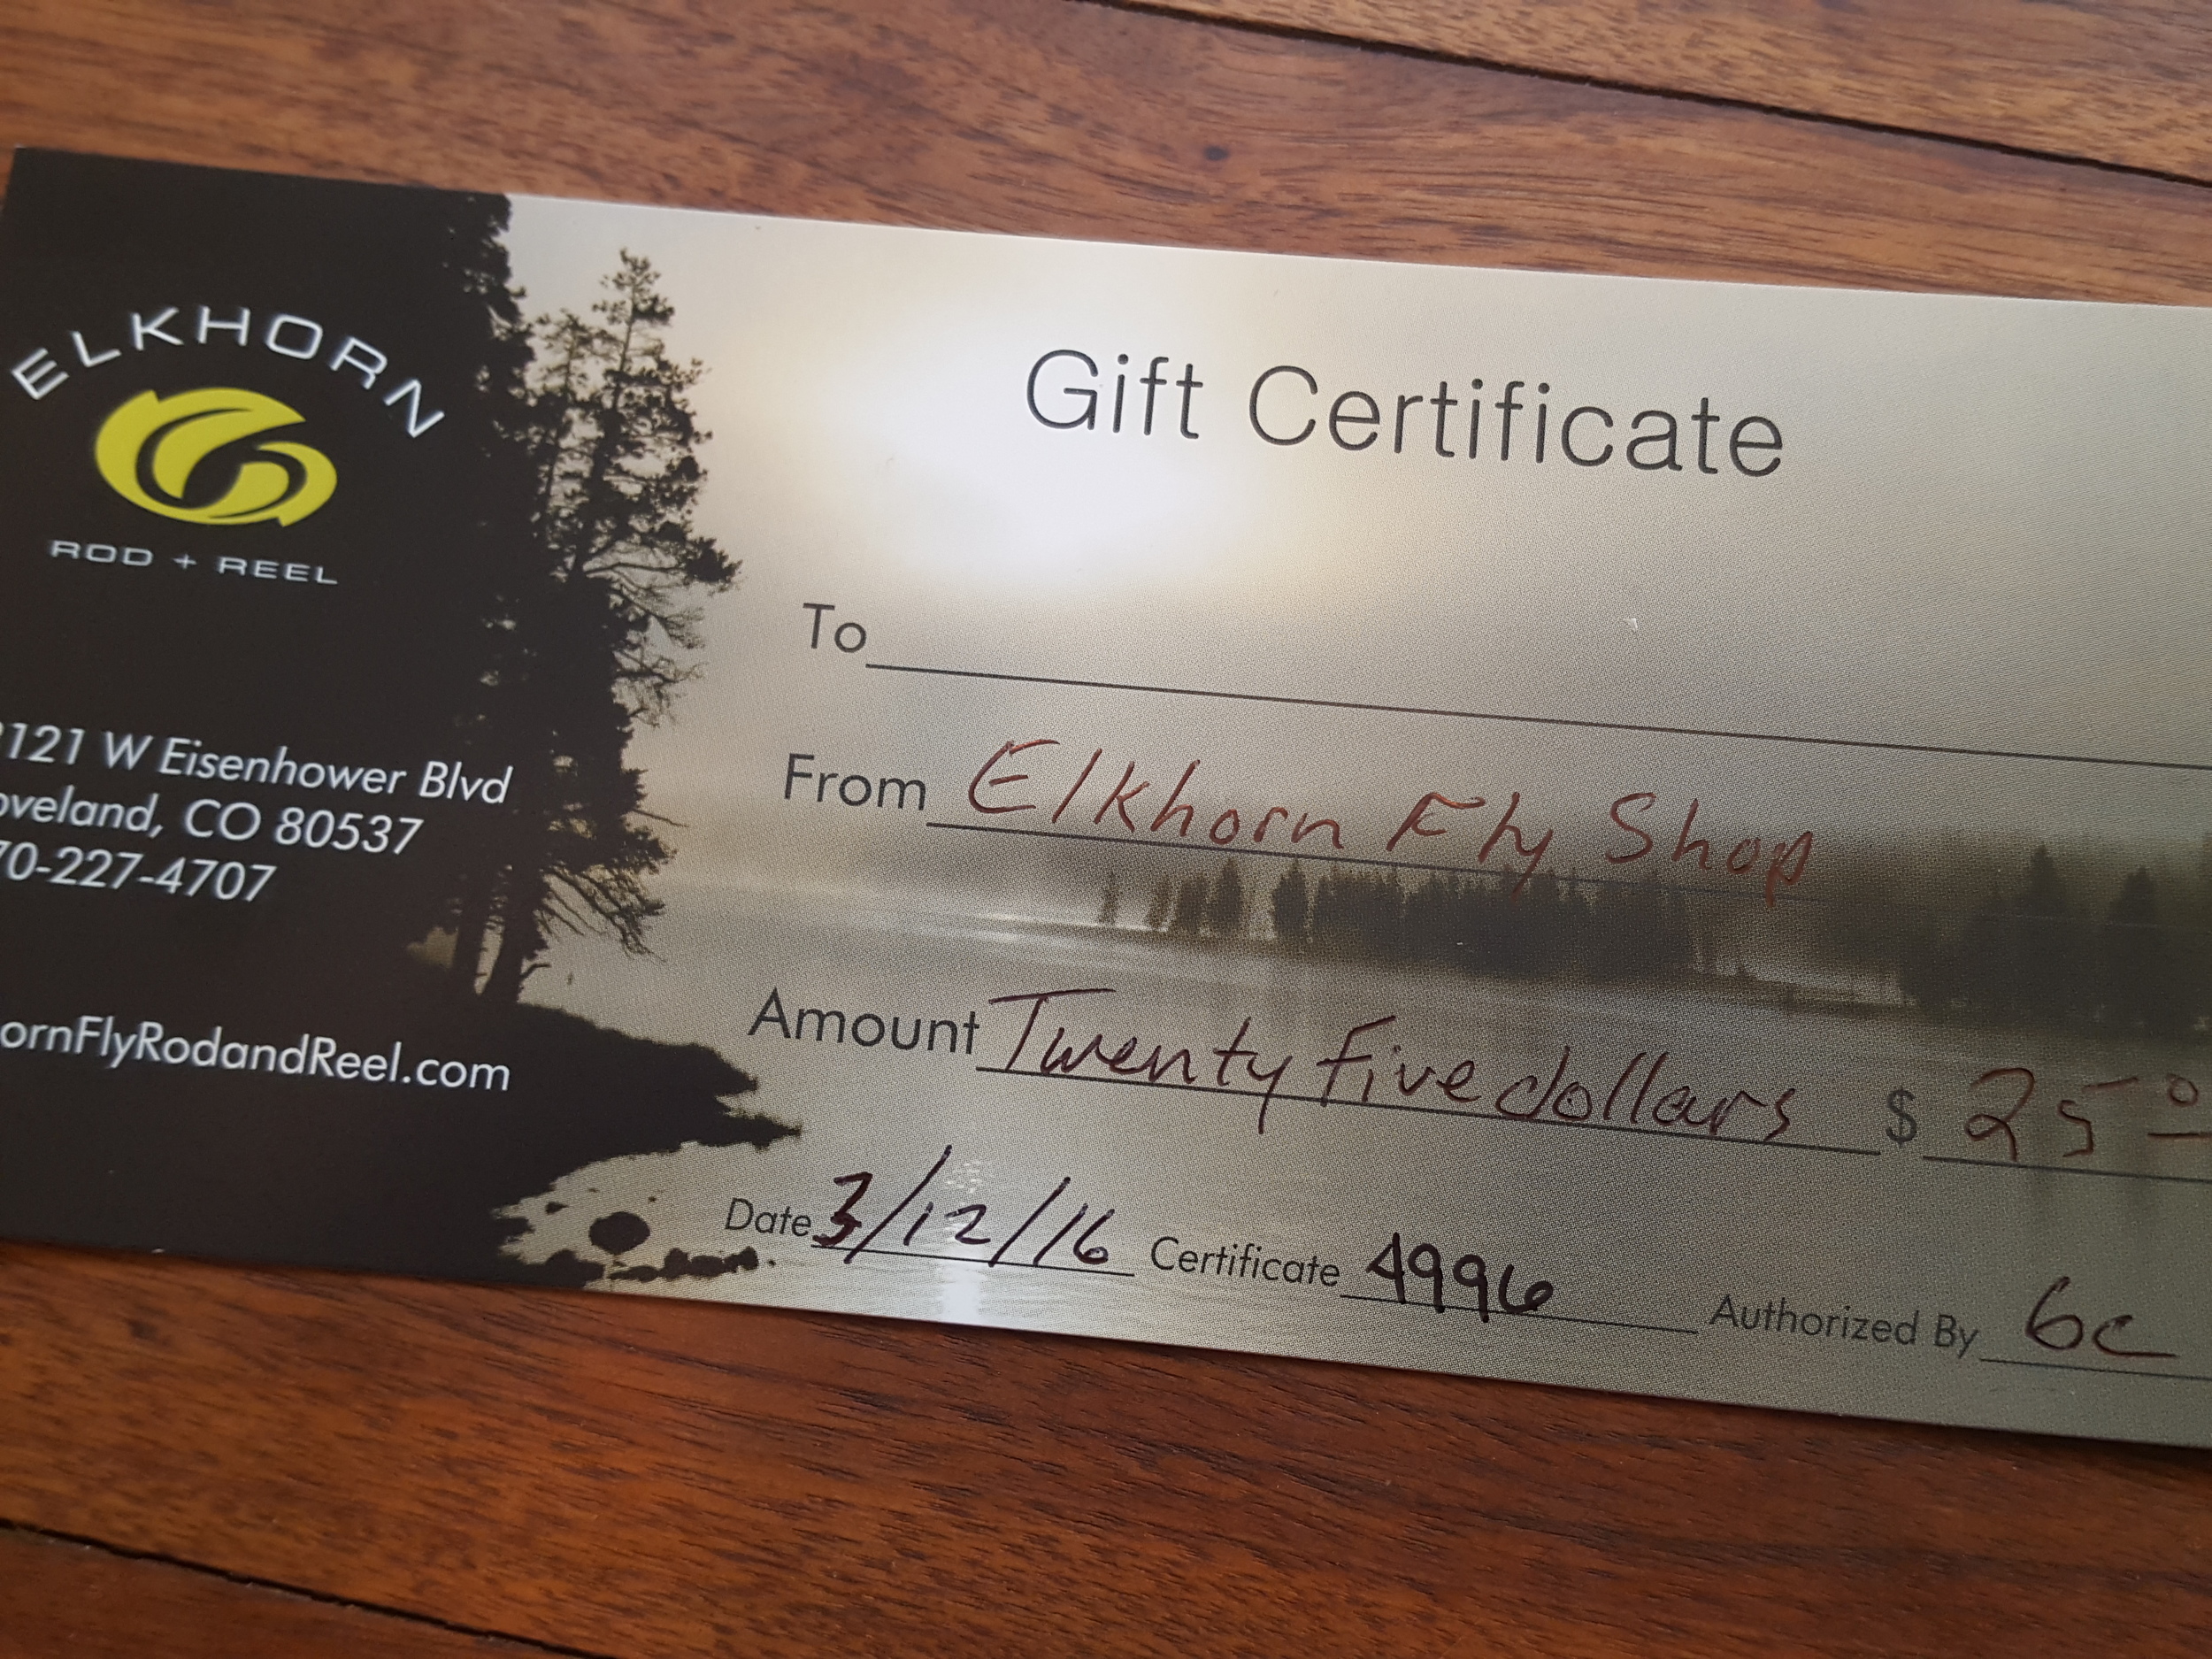 ELKHORN
ROD + REEL
121 W Eisenhower Blvd
oveland, CO 80537
70-227-4707
ornFlyRodandReel.com
Gift Certificate
To
From Elkhorn Fly Shop
Amount Twenty five dollars $ 25
Date 3/12/16 Certificate 4996 Authorized By